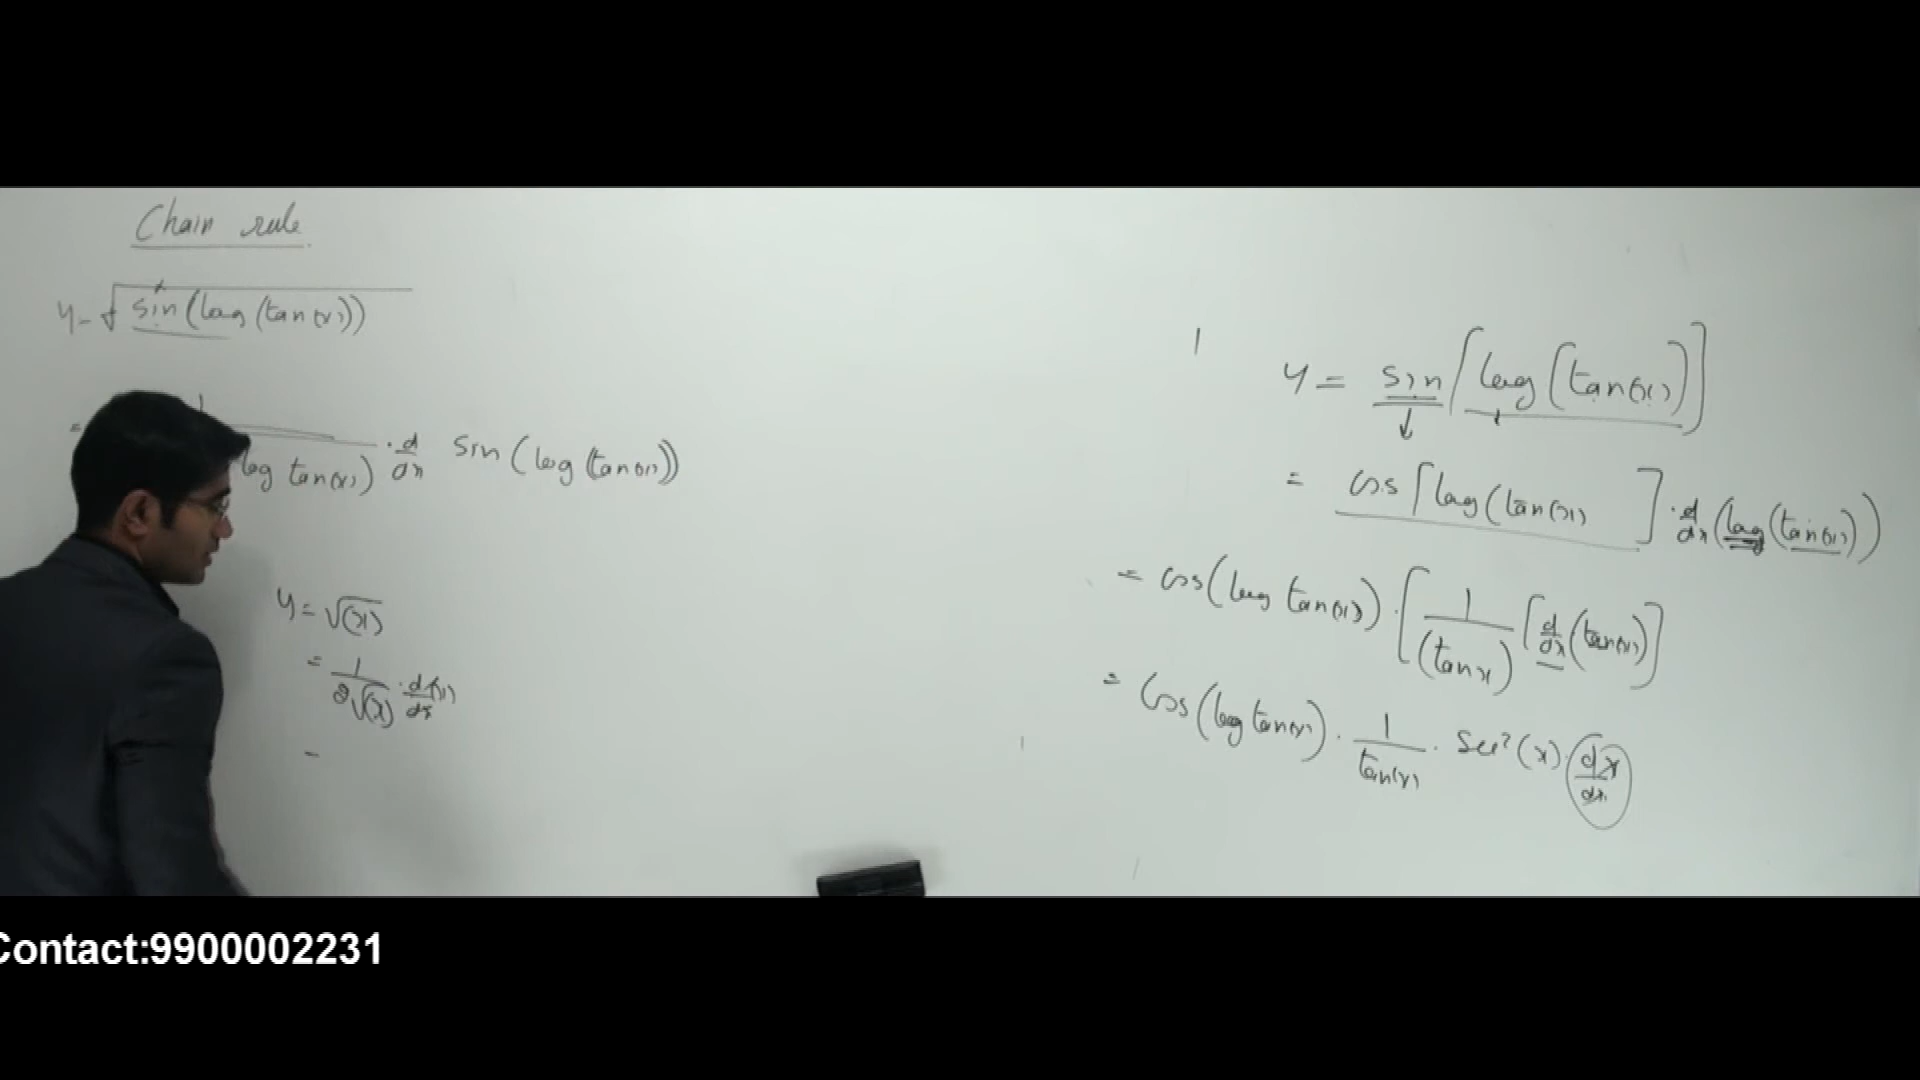 Chain rule.
y = √sin(log(tan(x)))
= 1
log tan(x)) · d/dx sin(log(tan(x)))
y = √(x)
= 1/2√(x) · d(x)/dx
=
y = sin[log(tan(x))]
= cos[log(tan(x)] · d/dx (log(tan(x)))
= cos(log tan(x)) · [1/(tan x) [d/dx (tan(x)]
= cos(log tan(x)) · 1/tan(x) · sec²(x) · dx/dx
Contact:9900002231